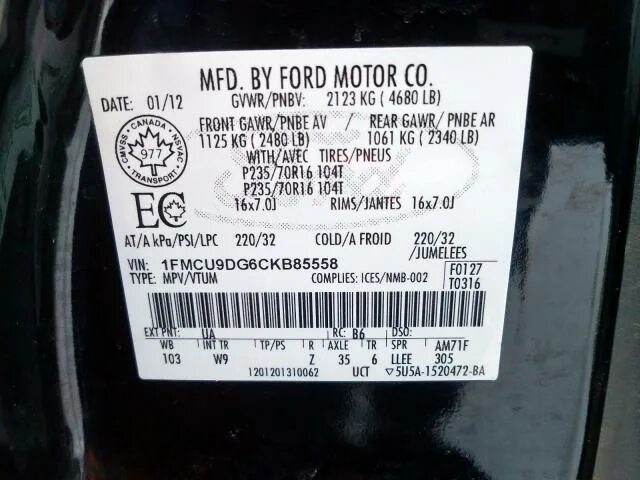 MFD. BY FORD MOTOR CO.
DATE: 01/12 GVWR/PNBV: 2123 KG ( 4680 LB)
FRONT GAWR/PNBE AV REAR GAWR/ PNBE AR
1125 KG ( 2480 LB) 1061 KG ( 2340 LB)
WITH/AVEC TIRES/PNEUS
P235/70R16 104T
P235/70R16 104T
16x7.0J RIMS/JANTES 16x7.0J
CANADA
CMVSS NSVAC
977
TRANSPORT
EC
AT/A kPa/PSI/LPC 220/32 COLD/A FROID 220/32
/JUMELEES
VIN: 1FMCU9DG6CKB85558 F0127
TYPE: MPV/VTUM COMPLIES: ICES/NMB-002 T0316
EXT PNT: UA RC: B6 DSO:
WB INT TR TP/PS R AXLE TR SPR AM71F
103 W9 Z 35 6 LLEE 305
1201201310062 UCT ▽5U5A-1520472-BA